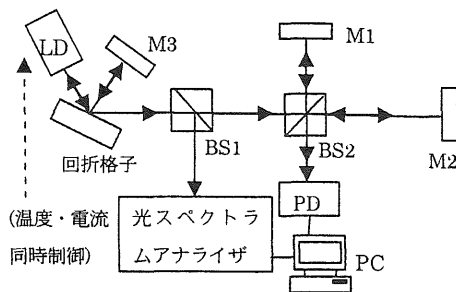 LD
M3
M1
回折格子
BS1
BS2
M2
(温度・電流
同時制御)
光スペクトラ
ムアナライザ
PD
PC